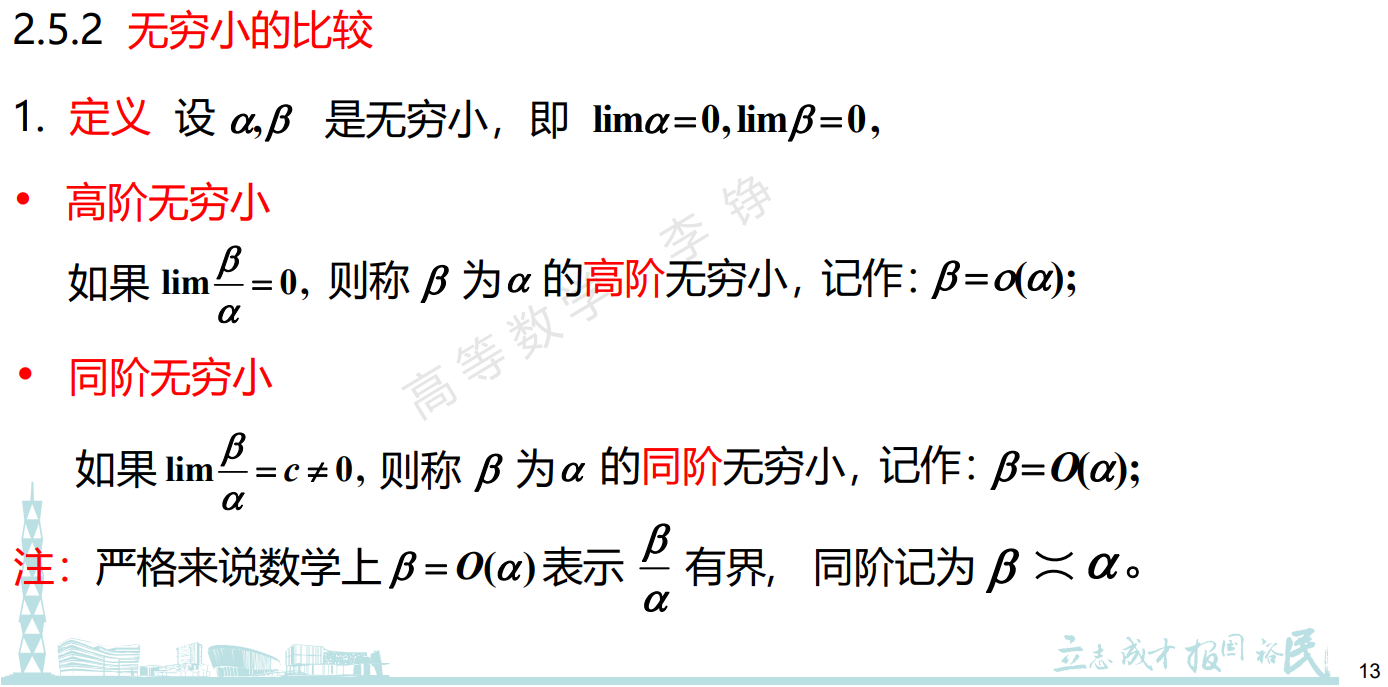 2.5.2 无穷小的比较
1. 定义 设 α,β 是无穷小，即 limα=0,limβ=0,
• 高阶无穷小
如果 lim β/α = 0, 则称 β 为 α 的高阶无穷小，记作：β=o(α);
• 同阶无穷小
如果 lim β/α = c ≠ 0, 则称 β 为 α 的同阶无穷小，记作：β=O(α);
注：严格来说数学上 β = O(α) 表示 β/α 有界， 同阶记为 β ≍ α。
高等数学 李铮
立志成才报国裕民
13